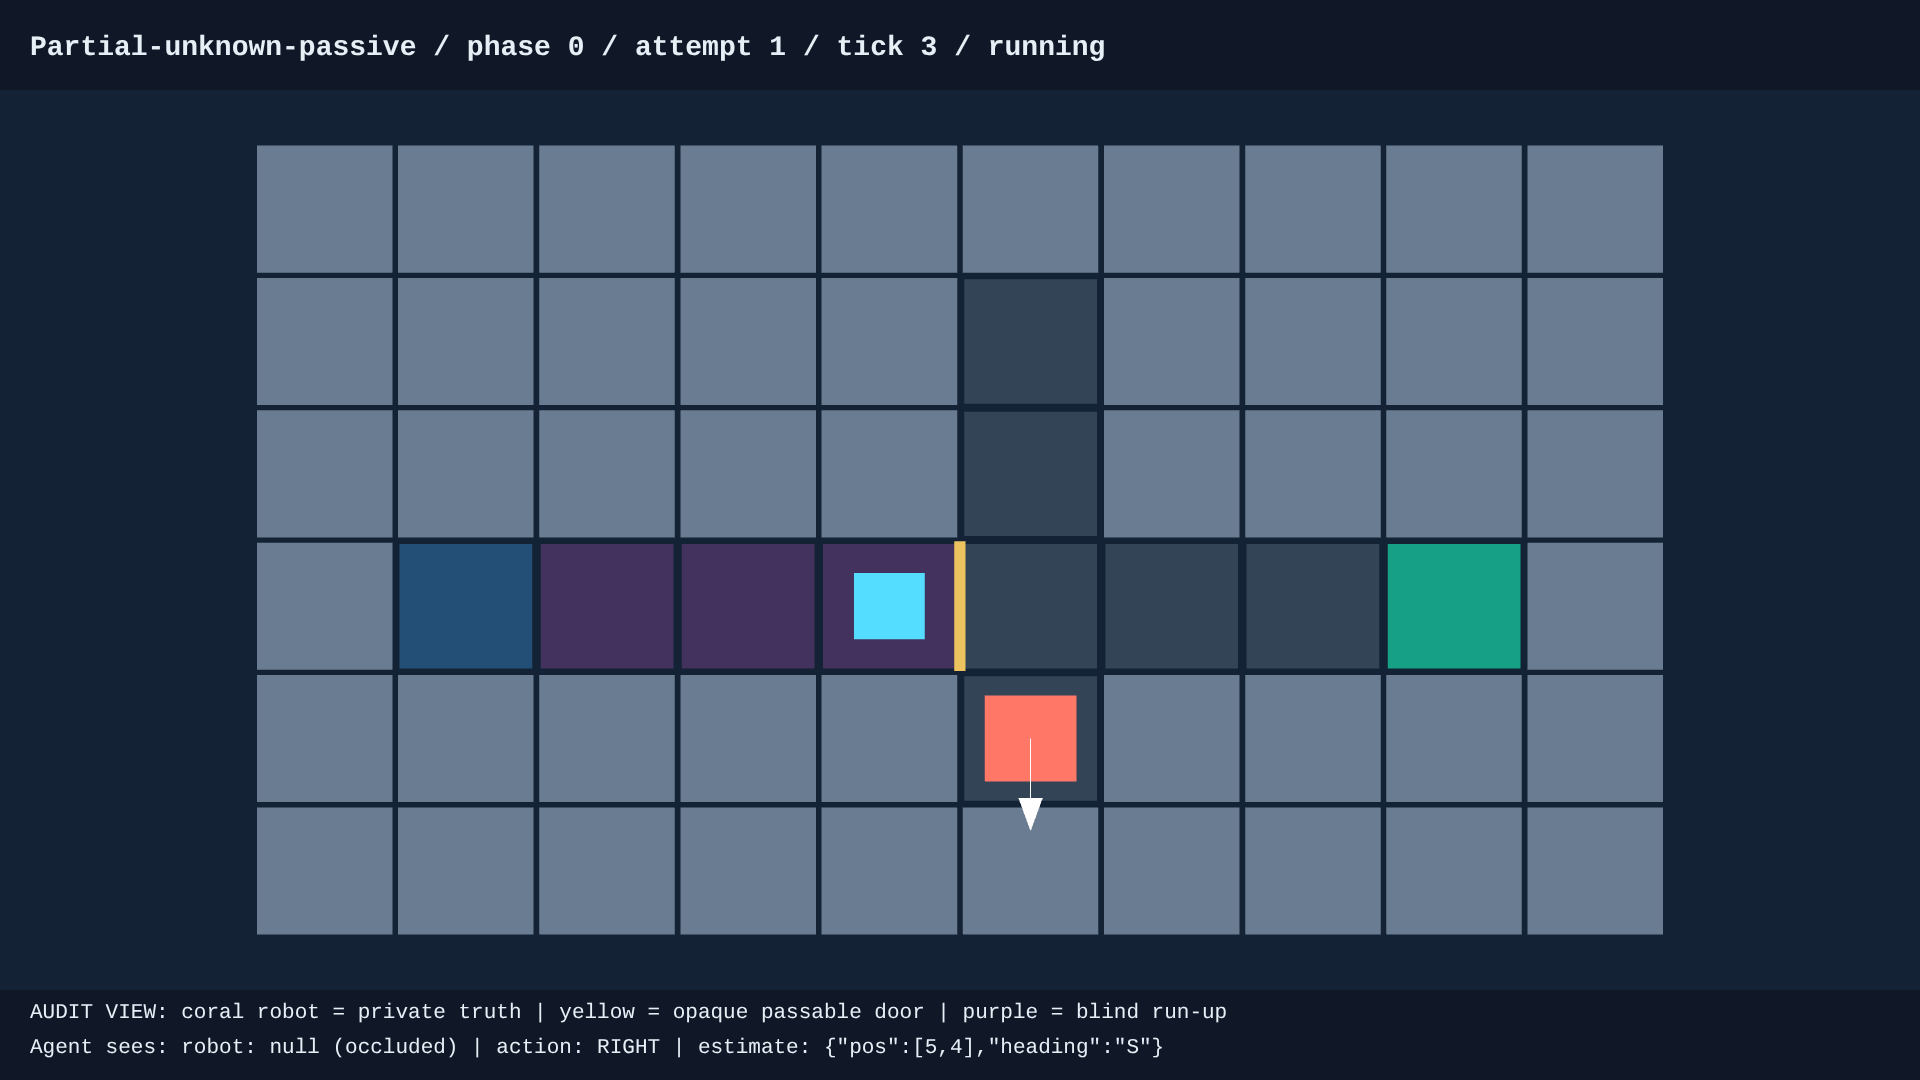 Partial-unknown-passive / phase 0 / attempt 1 / tick 3 / running
AUDIT VIEW: coral robot = private truth | yellow = opaque passable door | purple = blind run-up
Agent sees: robot: null (occluded) | action: RIGHT | estimate: {"pos":[5,4],"heading":"S"}